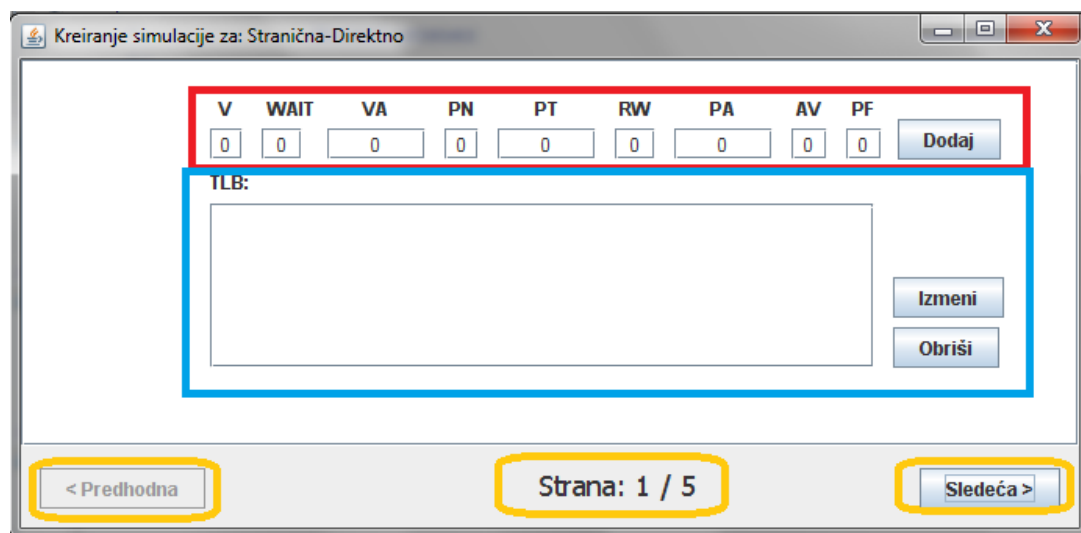 Kreiranje simulacije za: Stranična-Direktno
V WAIT VA PN PT RW PA AV PF
0 0 0 0 0 0 0 0 0 Dodaj
TLB:
Izmeni
Obriši
< Predhodna Strana: 1 / 5 Sledeća >